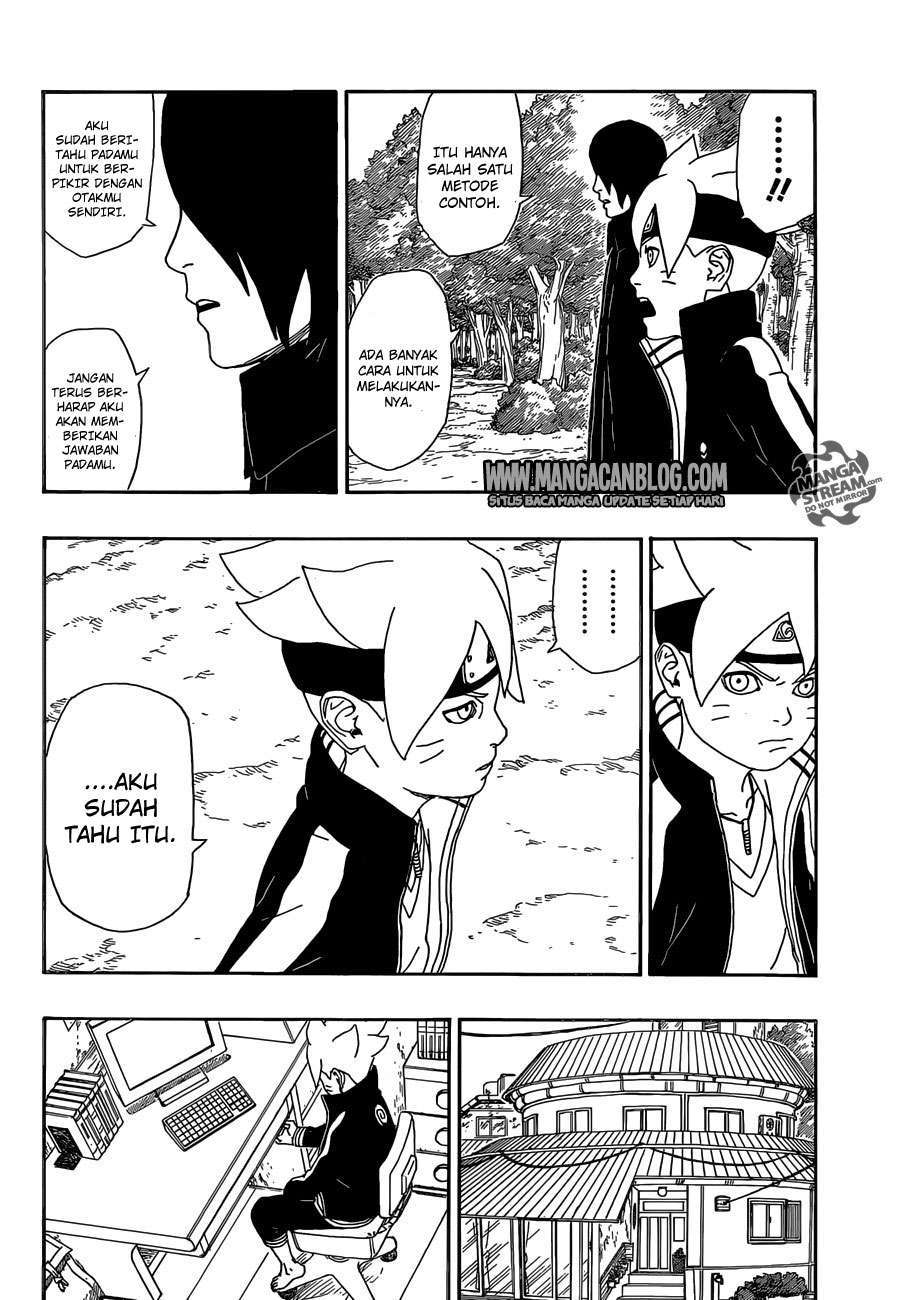 .......!!
ITU HANYA
SALAH SATU
METODE
CONTOH.
ADA BANYAK
CARA UNTUK
MELAKUKAN-
NYA.
AKU
SUDAH BERI-
TAHU PADAMU
UNTUK BER-
PIKIR DENGAN
OTAKMU
SENDIRI.
JANGAN
TERUS BER-
HARAP AKU
AKAN MEM-
BERIKAN
JAWABAN
PADAMU.
WWW.MANGACANBLOG.COM
SITUS BACA MANGA UPDATE SETIAP HARI
MANGA
STREAM.com
DO NOT MIRROR
....AKU
SUDAH
TAHU ITU.